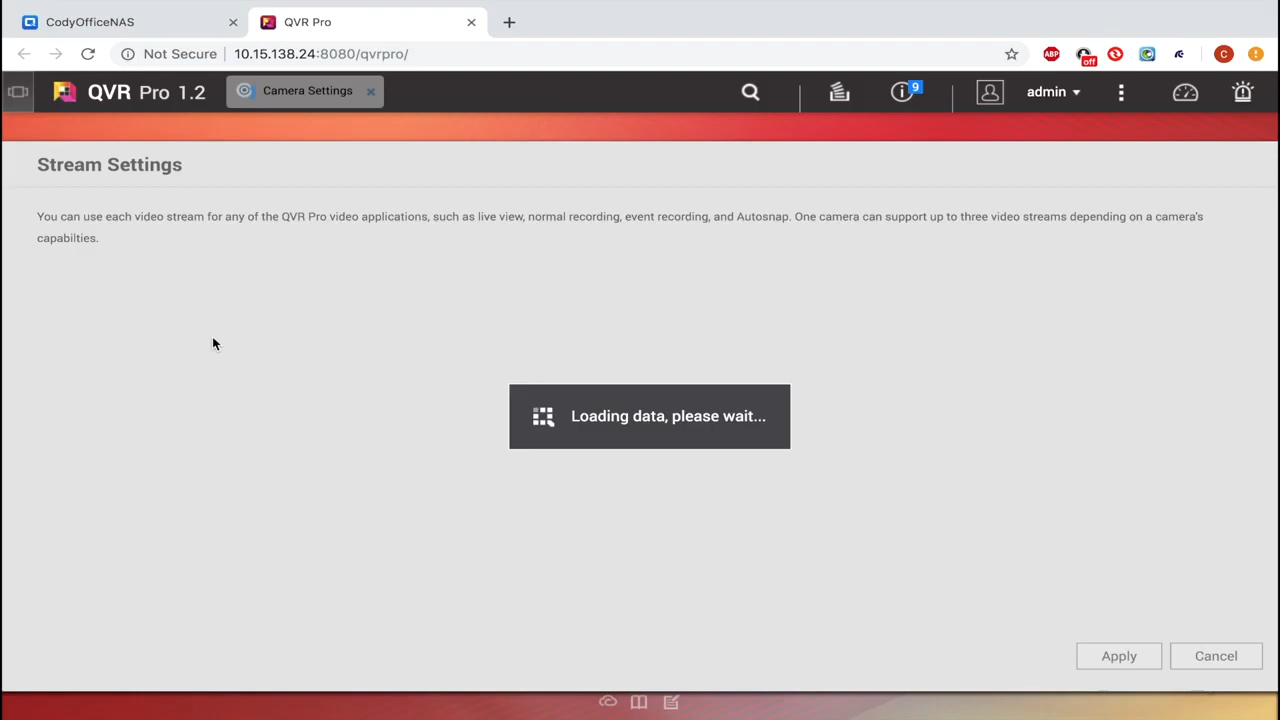 CodyOfficeNAS
QVR Pro
Not Secure
10.15.138.24:8080/qvrpro/
ABP
off
C
QVR Pro 1.2
Camera Settings
9
admin
Stream Settings
You can use each video stream for any of the QVR Pro video applications, such as live view, normal recording, event recording, and Autosnap. One camera can support up to three video streams depending on a camera's
capabilties.
Loading data, please wait...
Apply
Cancel